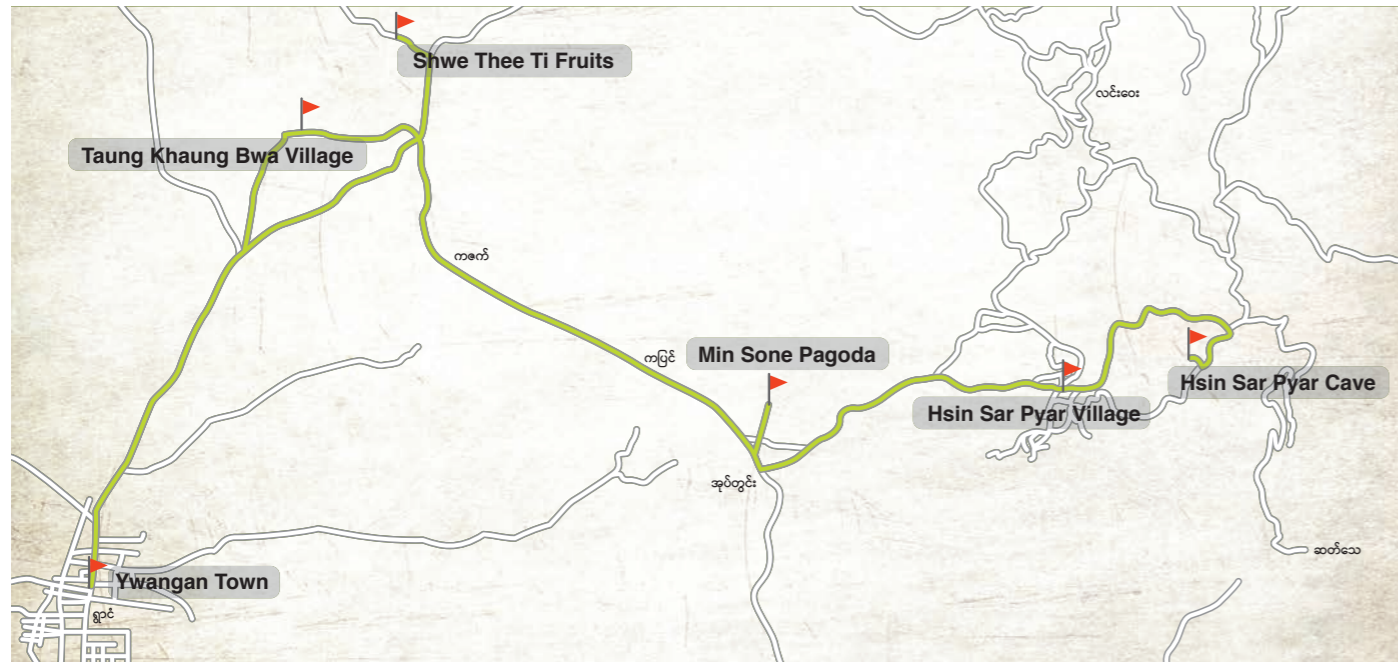 Shwe Thee Ti Fruits
လင်းဝေး
Taung Khaung Bwa Village
ကဇက်
ကပြင်
Min Sone Pagoda
Hsin Sar Pyar Cave
Hsin Sar Pyar Village
အုပ်တွင်း
ဆတ်သေ
Ywangan Town
ရွာငံ